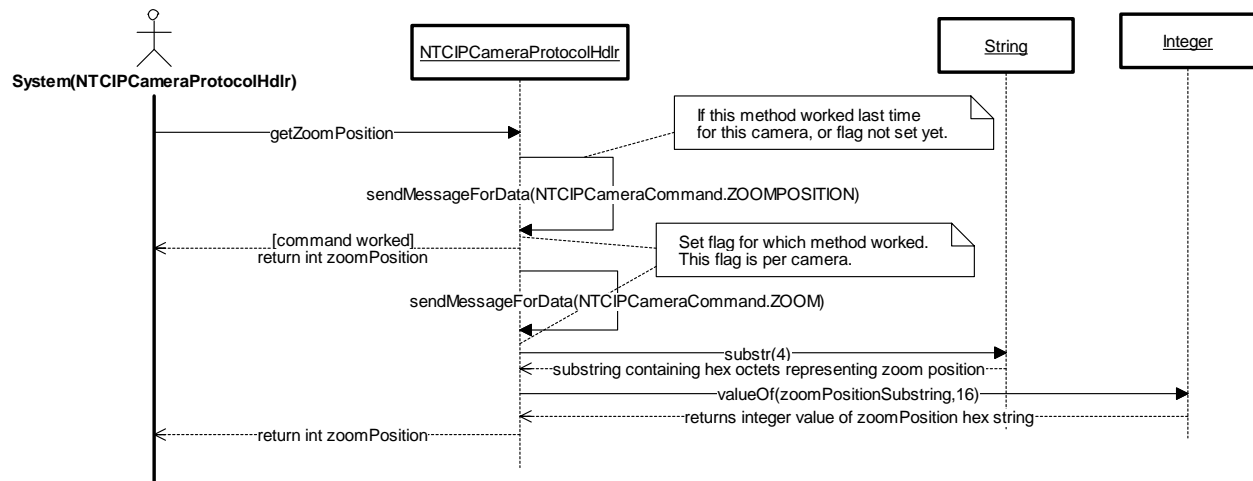 NTCIPCameraProtocolHdlr
String
Integer
System(NTCIPCameraProtocolHdlr)
If this method worked last time
for this camera, or flag not set yet.
getZoomPosition
sendMessageForData(NTCIPCameraCommand.ZOOMPOSITION)
[command worked]
return int zoomPosition
Set flag for which method worked.
This flag is per camera.
sendMessageForData(NTCIPCameraCommand.ZOOM)
substr(4)
substring containing hex octets representing zoom position
valueOf(zoomPositionSubstring,16)
returns integer value of zoomPosition hex string
return int zoomPosition